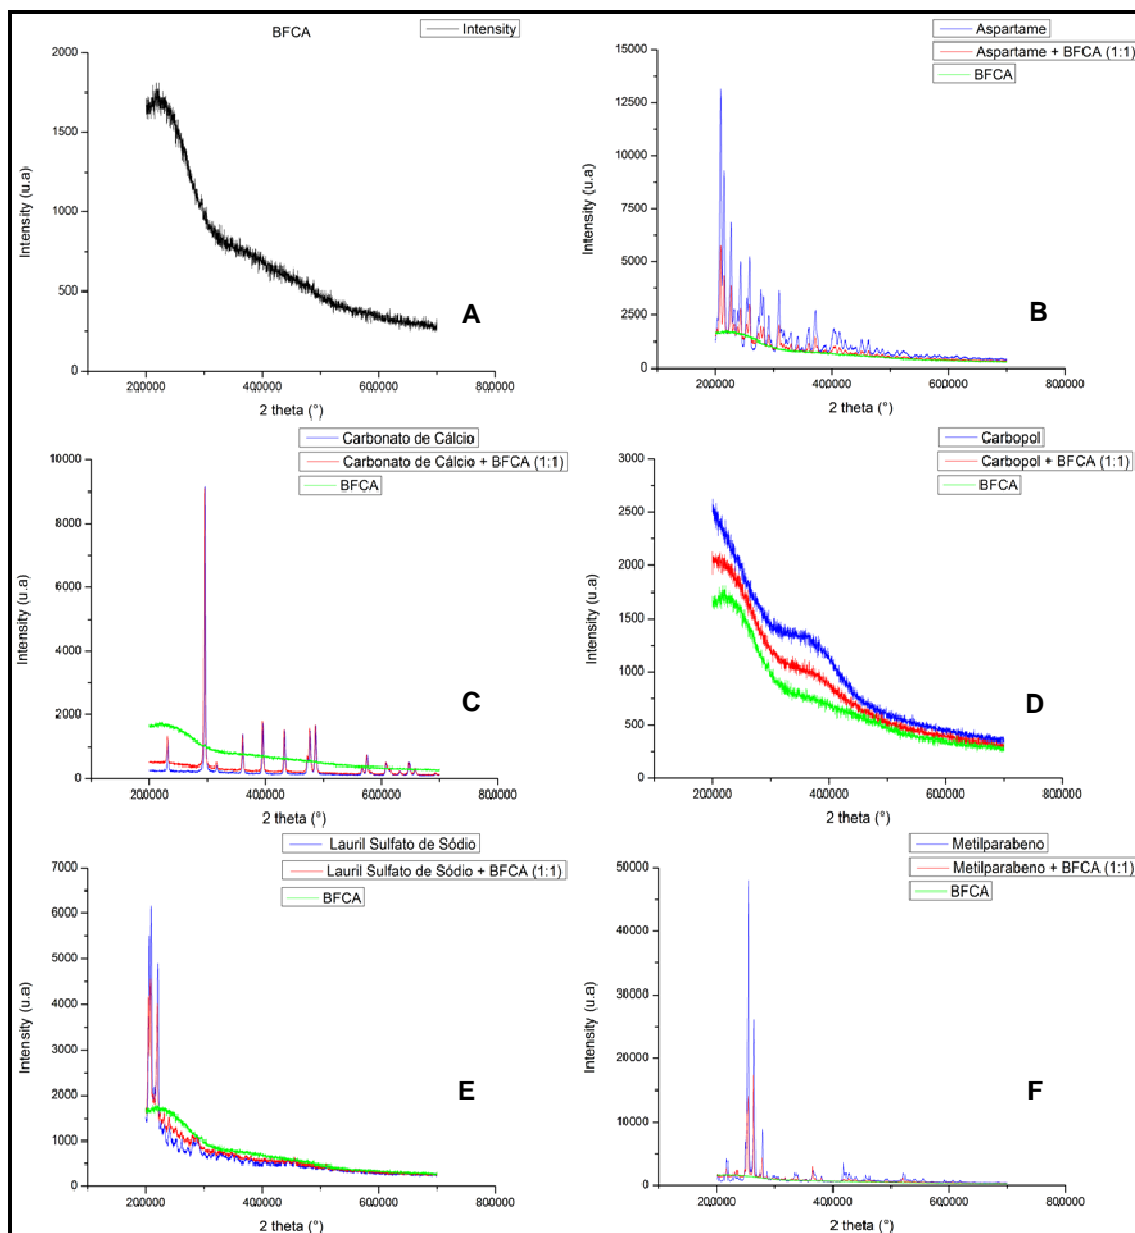 BFCA
Intensity
2000
1500
1000
500
0
Intensity (u.a)
200000 400000 600000 800000
2 theta (°)
A
Aspartame
Aspartame + BFCA (1:1)
BFCA
15000
12500
10000
7500
5000
2500
0
Intensity (u.a)
200000 400000 600000 800000
2 theta (°)
B
Carbonato de Cálcio
Carbonato de Cálcio + BFCA (1:1)
BFCA
10000
8000
6000
4000
2000
0
Intensity (u.a)
200000 400000 600000 800000
2 theta (°)
C
Carbopol
Carbopol + BFCA (1:1)
BFCA
3000
2500
2000
1500
1000
500
0
Intensity (u.a)
200000 400000 600000 800000
2 theta (°)
D
Lauril Sulfato de Sódio
Lauril Sulfato de Sódio + BFCA (1:1)
BFCA
7000
6000
5000
4000
3000
2000
1000
0
Intensity (u.a)
200000 400000 600000 800000
2 theta (°)
E
Metilparabeno
Metilparabeno + BFCA (1:1)
BFCA
50000
40000
30000
20000
10000
0
Intensity (u.a)
200000 400000 600000 800000
2 theta (°)
F